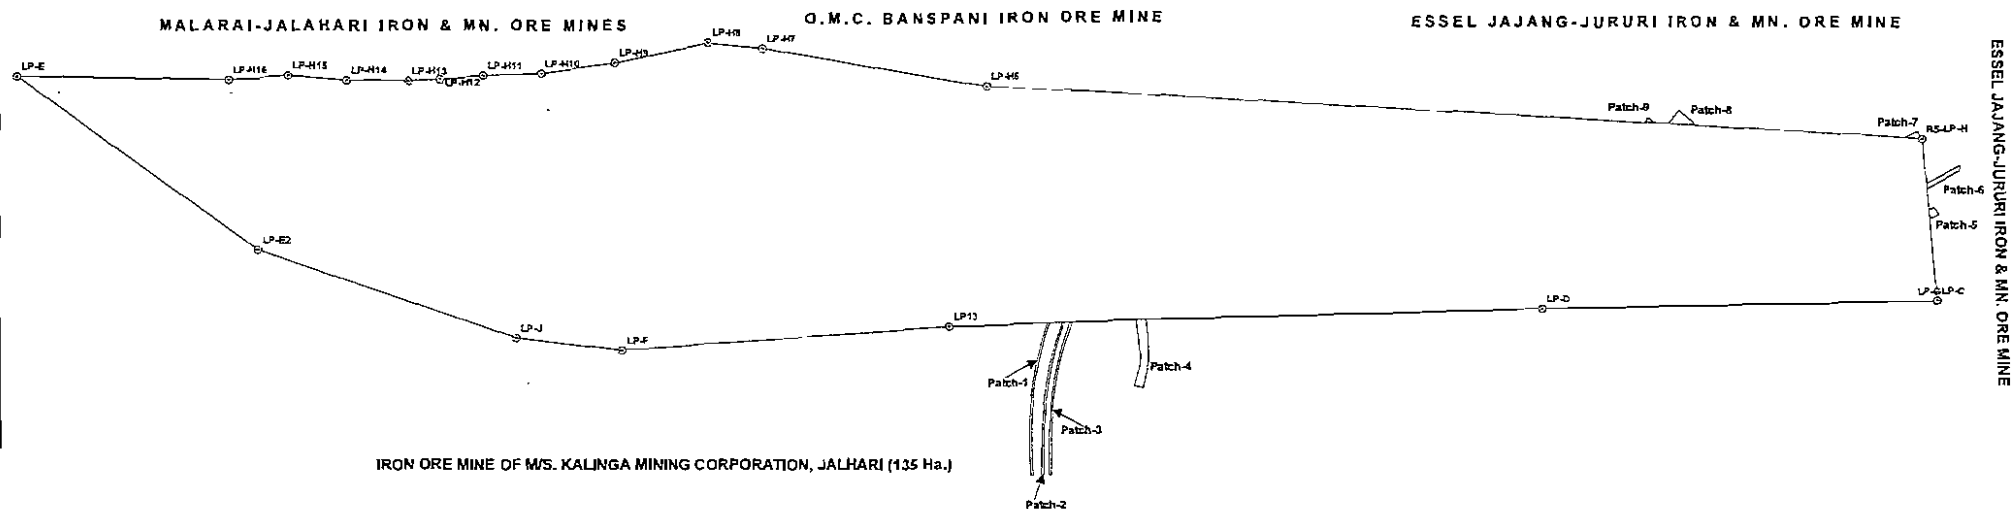 MALARAI-JALAHARI IRON & MN. ORE MINES
O.M.C. BANSPANI IRON ORE MINE
ESSEL JAJANG-JURURI IRON & MN. ORE MINE
ESSEL JAJANG-JURURI IRON & MN. ORE MINE
LP-E
LP-H16
LP-H15
LP-H14
LP-H13
LP-H12
LP-H11
LP-H10
LP-H9
LP-H8
LP-H7
LP-H6
Patch-9
Patch-8
Patch-7
RS-LP-H
Patch-6
Patch-5
LP-E2
LP-J
LP-F
LP13
LP-D
LP-C
Patch-1
Patch-4
Patch-3
Patch-2
IRON ORE MINE OF M/S. KALINGA MINING CORPORATION, JALHARI (135 Ha.)